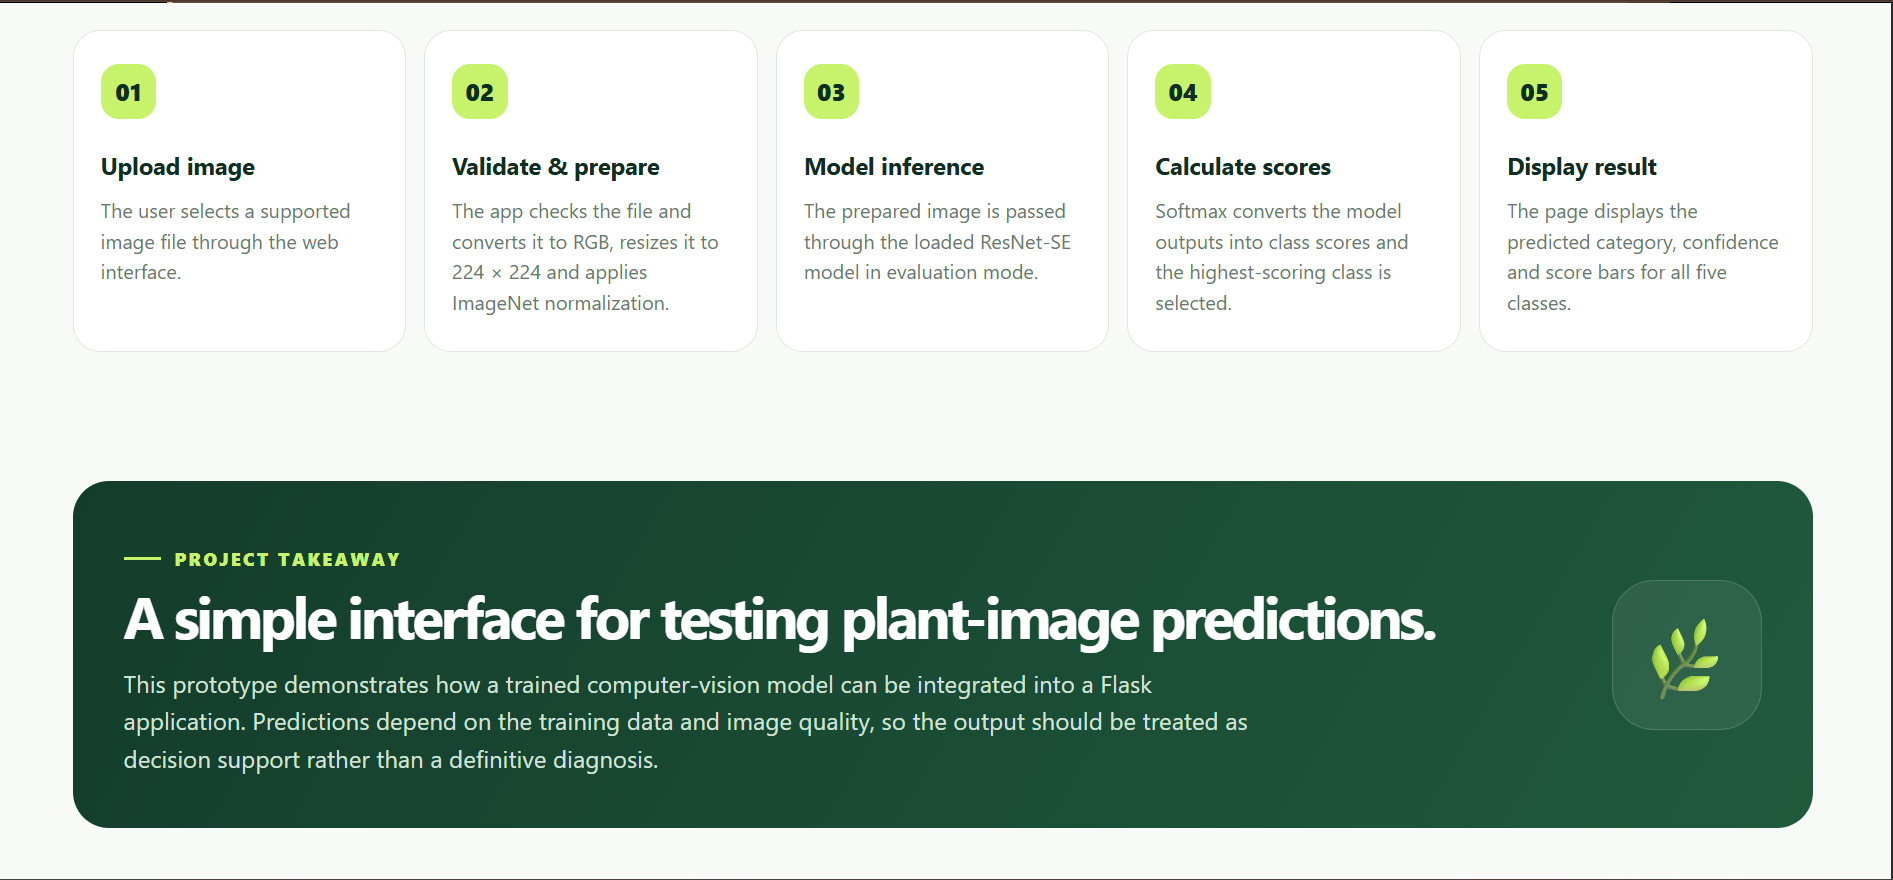 01
Upload image
The user selects a supported
image file through the web
interface.
02
Validate & prepare
The app checks the file and
converts it to RGB, resizes it to
224 × 224 and applies
ImageNet normalization.
03
Model inference
The prepared image is passed
through the loaded ResNet-SE
model in evaluation mode.
04
Calculate scores
Softmax converts the model
outputs into class scores and
the highest-scoring class is
selected.
05
Display result
The page displays the
predicted category, confidence
and score bars for all five
classes.
PROJECT TAKEAWAY
A simple interface for testing plant-image predictions.
This prototype demonstrates how a trained computer-vision model can be integrated into a Flask
application. Predictions depend on the training data and image quality, so the output should be treated as
decision support rather than a definitive diagnosis.